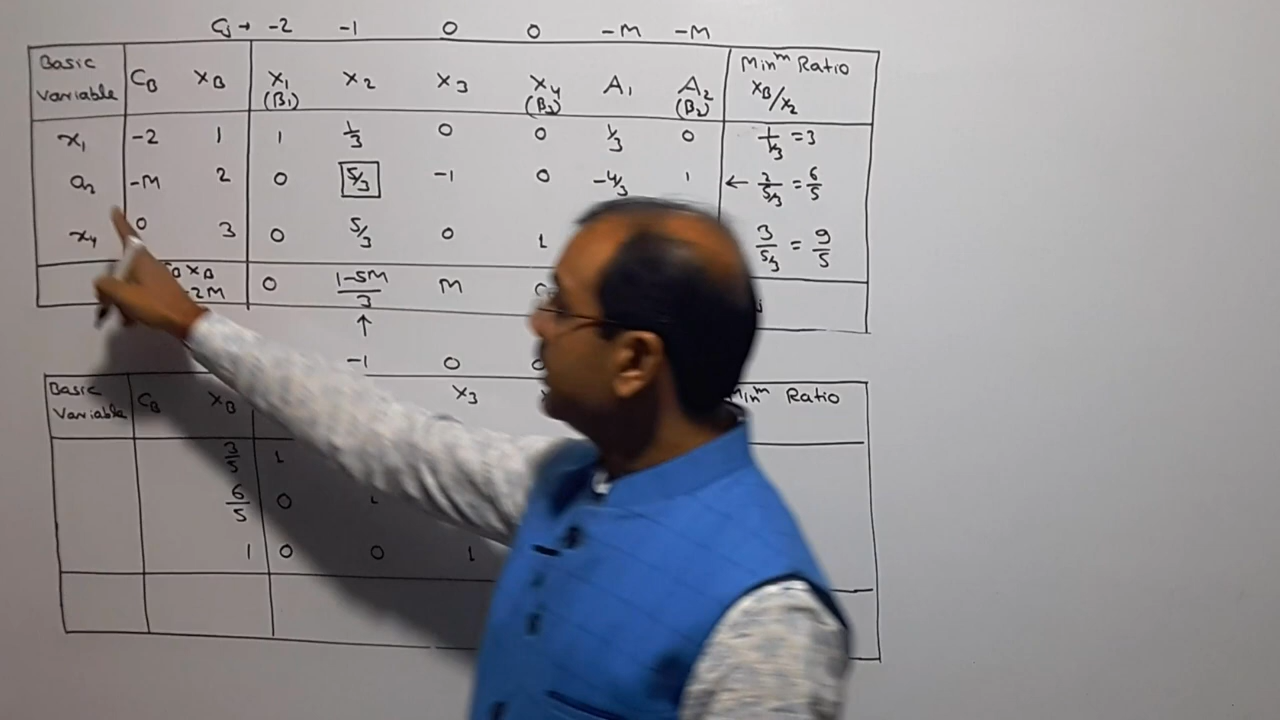 Cj → -2 -1 0 0 -M -M
Basic Variable CB XB X1 (B1) X2 X3 X4 (B3) A1 A2 (B2) Minm Ratio XB/X2
x1 -2 1 1 1/3 0 0 1/3 0 1/1/3 = 3
a2 -M 2 0 5/3 -1 0 -4/3 1 ← 2/5/3 = 6/5
x4 0 3 0 5/3 0 1 3/5/3 = 9/5
XB -2M 0 1-5M/3 M
↑
-1 0
Basic Variable CB XB X3 Minm Ratio
3/5 1
6/5 0
1 0 0 1